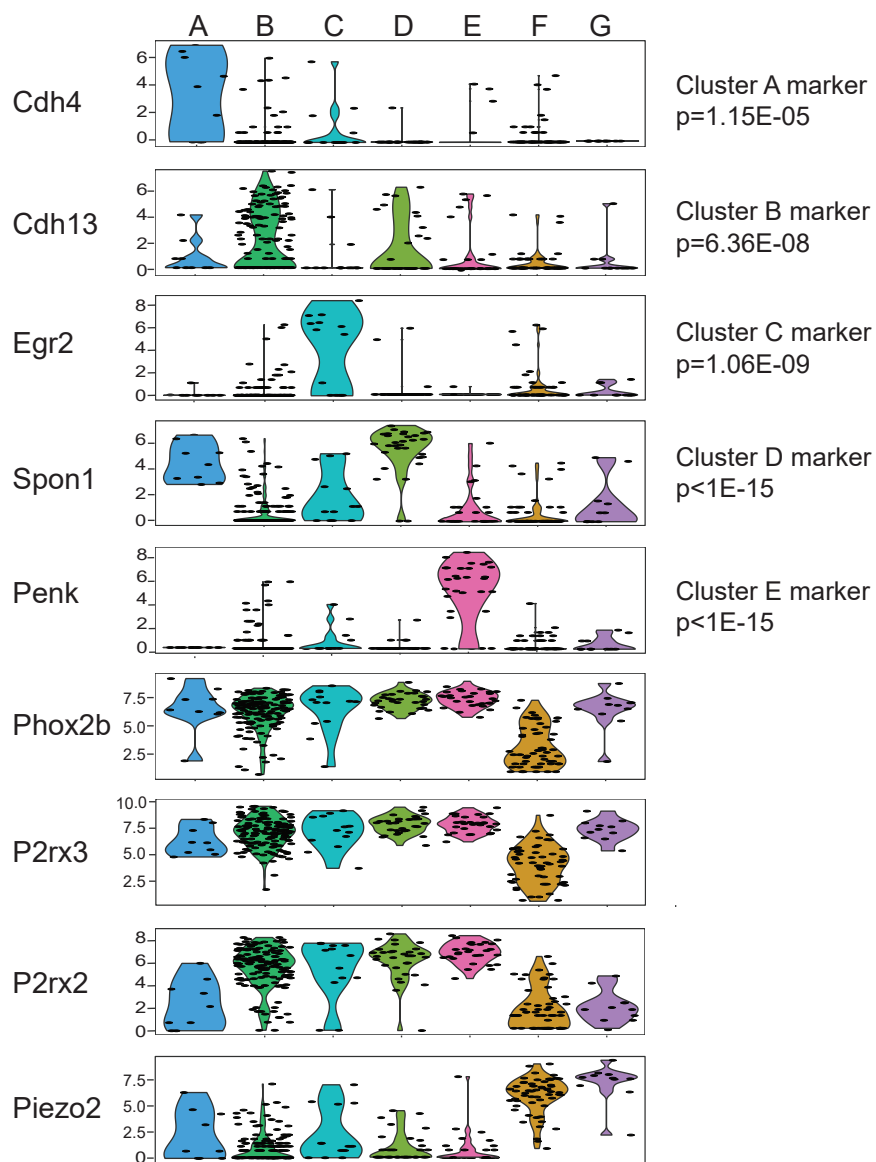 A B C D E F G
Cdh4
6
4
2
0
Cluster A marker
p=1.15E-05
Cdh13
6
4
2
0
Cluster B marker
p=6.36E-08
Egr2
8
6
4
2
0
Cluster C marker
p=1.06E-09
Spon1
6
4
2
0
Cluster D marker
p<1E-15
Penk
8
6
4
2
0
Cluster E marker
p<1E-15
Phox2b
7.5
5.0
2.5
P2rx3
10.0
7.5
5.0
2.5
P2rx2
8
6
4
2
0
Piezo2
7.5
5.0
2.5
0